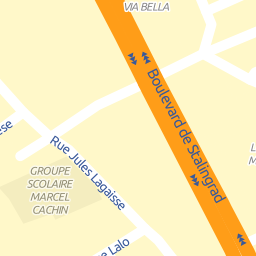 VIA BELLA
Boulevard de Stalingrad
Rue Jules Lagaisse
GROUPE
SCOLAIRE
MARCEL
CACHIN
Lalo